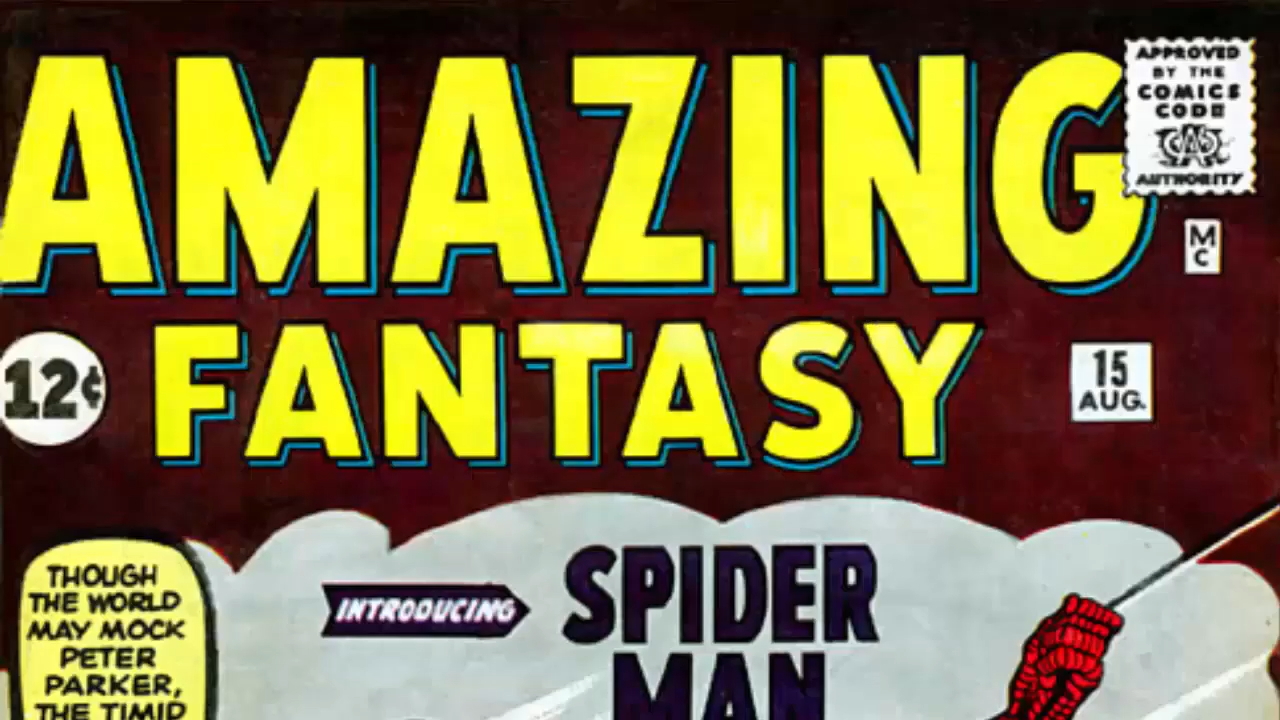 AMAZING
FANTASY
APPROVED
BY THE
COMICS
CODE
AUTHORITY
M
C
12¢
15
AUG.
INTRODUCING
SPIDER
MAN
THOUGH
THE WORLD
MAY MOCK
PETER
PARKER,
THE TIMID